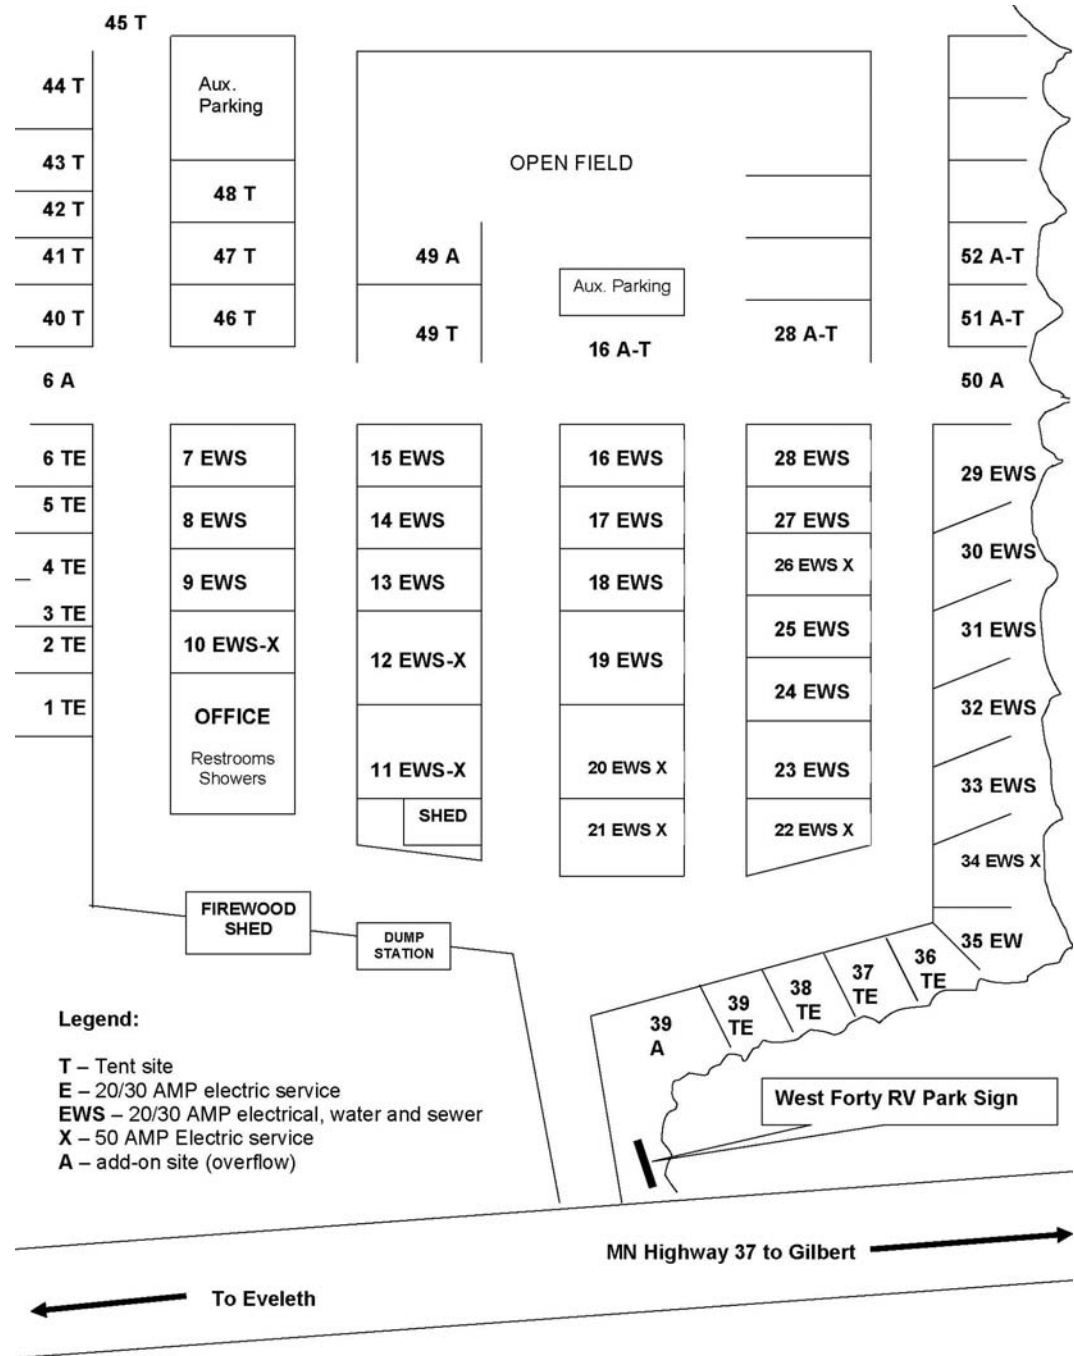 45 T
44 T
Aux.
Parking
43 T
OPEN FIELD
48 T
42 T
41 T
47 T
49 A
52 A-T
Aux. Parking
40 T
46 T
49 T
16 A-T
28 A-T
51 A-T
6 A
50 A
6 TE
7 EWS
15 EWS
16 EWS
28 EWS
29 EWS
5 TE
8 EWS
14 EWS
17 EWS
27 EWS
30 EWS
4 TE
9 EWS
13 EWS
18 EWS
26 EWS X
3 TE
2 TE
10 EWS-X
12 EWS-X
19 EWS
25 EWS
31 EWS
1 TE
OFFICE
24 EWS
32 EWS
Restrooms
Showers
11 EWS-X
20 EWS X
23 EWS
33 EWS
SHED
21 EWS X
22 EWS X
34 EWS X
FIREWOOD
SHED
DUMP
STATION
35 EW
36
TE
37
TE
38
TE
39
TE
39
A
Legend:
T – Tent site
E – 20/30 AMP electric service
EWS – 20/30 AMP electrical, water and sewer
X – 50 AMP Electric service
A – add-on site (overflow)
West Forty RV Park Sign
MN Highway 37 to Gilbert
To Eveleth